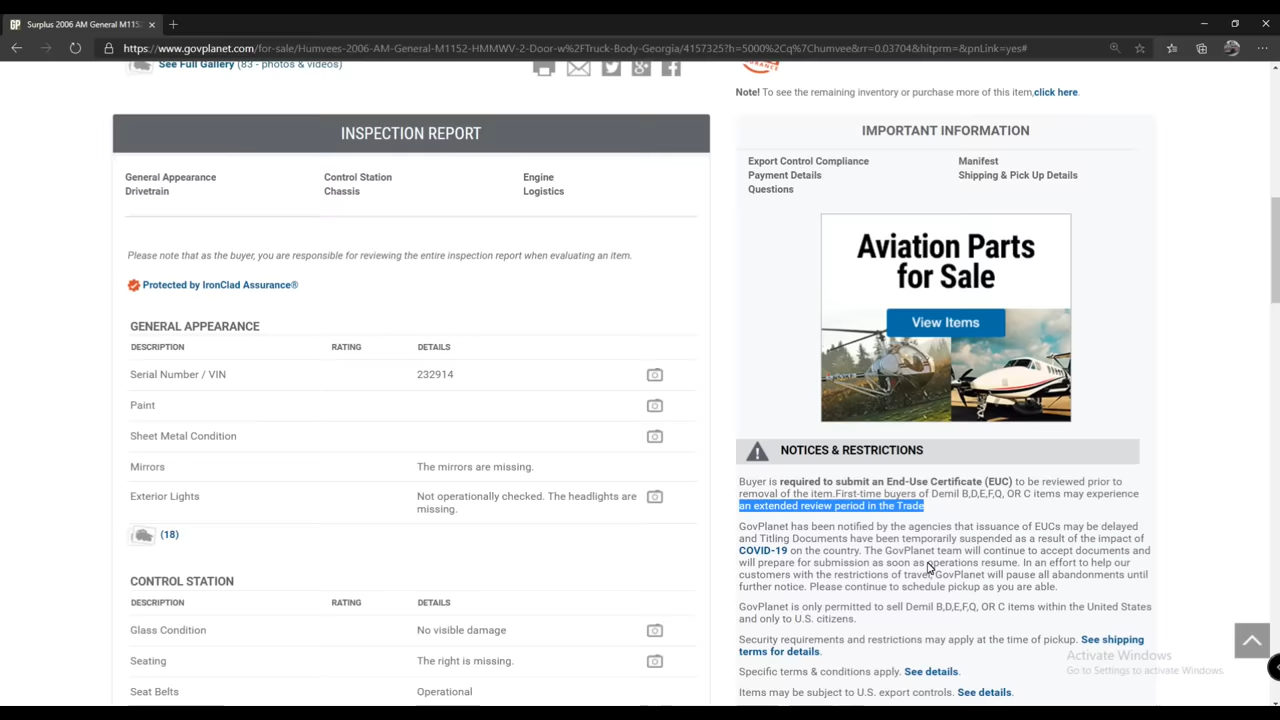 GP Surplus 2006 AM General M115
https://www.govplanet.com/for-sale/Humvees-2006-AM-General-M1152-HMMWV-2-Door-w%2FTruck-Body-Georgia/4157325?h=5000%2Cq%7Chumvee&rr=0.03704&hitprm=&pnLink=yes#
See Full Gallery (83 - photos & videos)
Note! To see the remaining inventory or purchase more of this item,click here.
INSPECTION REPORT
General Appearance Control Station Engine
Drivetrain Chassis Logistics
Please note that as the buyer, you are responsible for reviewing the entire inspection report when evaluating an item.
Protected by IronClad Assurance®
GENERAL APPEARANCE
DESCRIPTION RATING DETAILS
Serial Number / VIN 232914
Paint
Sheet Metal Condition
Mirrors The mirrors are missing.
Exterior Lights Not operationally checked. The headlights are
missing.
(18)
CONTROL STATION
DESCRIPTION RATING DETAILS
Glass Condition No visible damage
Seating The right is missing.
Seat Belts Operational
IMPORTANT INFORMATION
Export Control Compliance Manifest
Payment Details Shipping & Pick Up Details
Questions
Aviation Parts
for Sale
View Items
NOTICES & RESTRICTIONS
Buyer is required to submit an End-Use Certificate (EUC) to be reviewed prior to
removal of the item.First-time buyers of Demil B,D,E,F,Q, OR C items may experience
an extended review period in the Trade
GovPlanet has been notified by the agencies that issuance of EUCs may be delayed
and Titling Documents have been temporarily suspended as a result of the impact of
COVID-19 on the country. The GovPlanet team will continue to accept documents and
will prepare for submission as soon as operations resume. In an effort to help our
customers with the restrictions of travel GovPlanet will pause all abandonments until
further notice. Please continue to schedule pickup as you are able.
GovPlanet is only permitted to sell Demil B,D,E,F,Q, OR C items within the United States
and only to U.S. citizens.
Security requirements and restrictions may apply at the time of pickup. See shipping
terms for details.
Specific terms & conditions apply. See details.
Items may be subject to U.S. export controls. See details.
Activate Windows
Go to Settings to activate Windows.